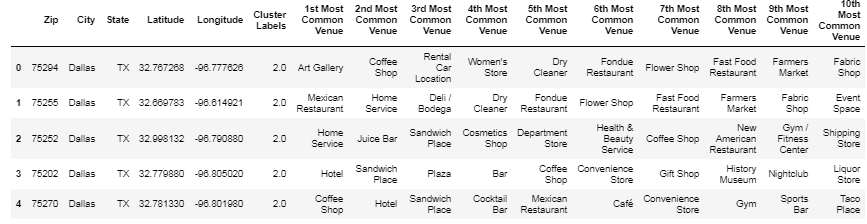 Zip City State Latitude Longitude Cluster Labels 1st Most Common Venue 2nd Most Common Venue 3rd Most Common Venue 4th Most Common Venue 5th Most Common Venue 6th Most Common Venue 7th Most Common Venue 8th Most Common Venue 9th Most Common Venue 10th Most Common Venue
0 75294 Dallas TX 32.767268 -96.777626 2.0 Art Gallery Coffee Shop Rental Car Location Women's Store Dry Cleaner Fondue Restaurant Flower Shop Fast Food Restaurant Farmers Market Fabric Shop
1 75255 Dallas TX 32.669783 -96.614921 2.0 Mexican Restaurant Home Service Deli / Bodega Dry Cleaner Fondue Restaurant Flower Shop Fast Food Restaurant Farmers Market Fabric Shop Event Space
2 75252 Dallas TX 32.998132 -96.790880 2.0 Home Service Juice Bar Sandwich Place Cosmetics Shop Department Store Health & Beauty Service Coffee Shop New American Restaurant Gym / Fitness Center Shipping Store
3 75202 Dallas TX 32.779880 -96.805020 2.0 Hotel Sandwich Place Plaza Bar Coffee Shop Convenience Store Gift Shop History Museum Nightclub Liquor Store
4 75270 Dallas TX 32.781330 -96.801980 2.0 Coffee Shop Hotel Sandwich Place Cocktail Bar Mexican Restaurant Café Convenience Store Gym Sports Bar Taco Place